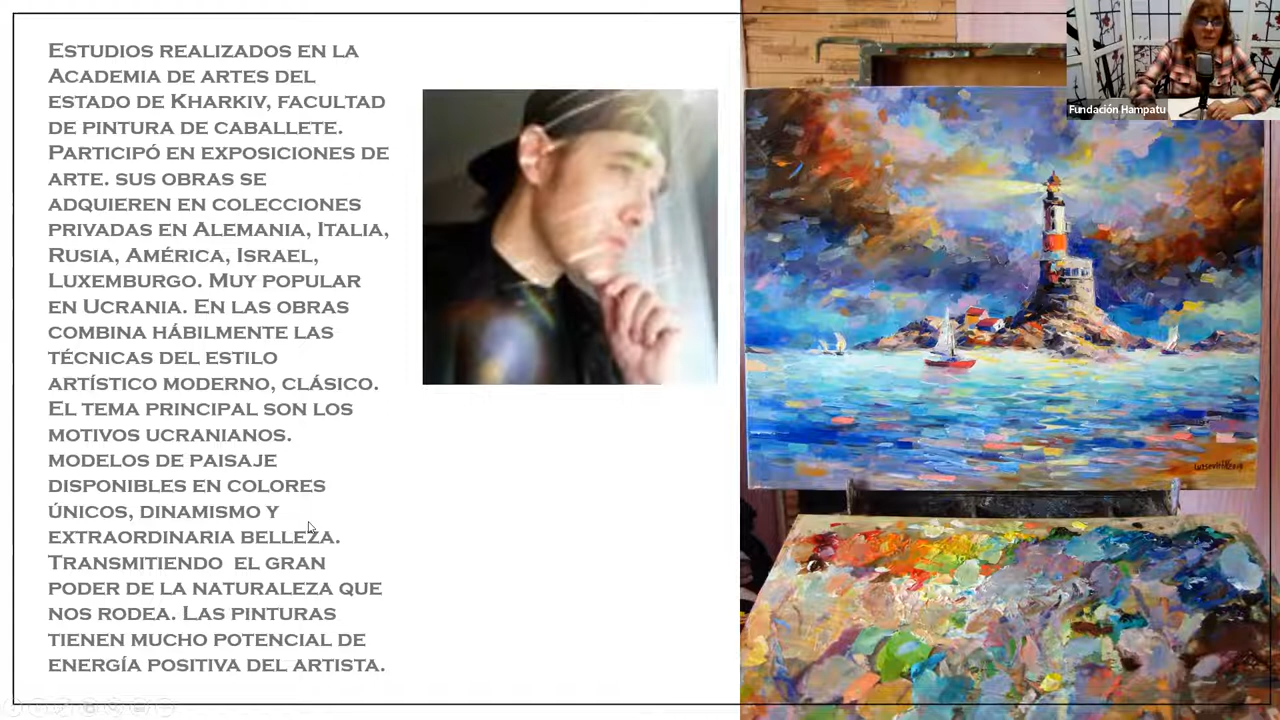 ESTUDIOS REALIZADOS EN LA
ACADEMIA DE ARTES DEL
ESTADO DE KHARKIV, FACULTAD
DE PINTURA DE CABALLETE.
PARTICIPÓ EN EXPOSICIONES DE
ARTE. SUS OBRAS SE
ADQUIEREN EN COLECCIONES
PRIVADAS EN ALEMANIA, ITALIA,
RUSIA, AMÉRICA, ISRAEL,
LUXEMBURGO. MUY POPULAR
EN UCRANIA. EN LAS OBRAS
COMBINA HÁBILMENTE LAS
TÉCNICAS DEL ESTILO
ARTÍSTICO MODERNO, CLÁSICO.
EL TEMA PRINCIPAL SON LOS
MOTIVOS UCRANIANOS.
MODELOS DE PAISAJE
DISPONIBLES EN COLORES
ÚNICOS, DINAMISMO Y
EXTRAORDINARIA BELLEZA.
TRANSMITIENDO EL GRAN
PODER DE LA NATURALEZA QUE
NOS RODEA. LAS PINTURAS
TIENEN MUCHO POTENCIAL DE
ENERGÍA POSITIVA DEL ARTISTA.
Fundación Hampatu